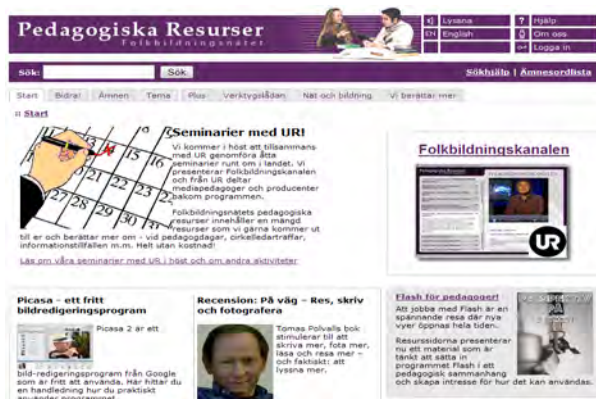 Pedagogiska Resurser
Folkbildningsnätet
Lyssna
? Hjälp
EN English
Om oss
Logga in
Sök:
Sök
Sökhjälp | Ämnesordlista
Start
Bidra!
Ämnen
Tema
Plus
Verktygslådan
Nät och bildning
Vi berättar mer
Start
Seminarier med UR!
Vi kommer i höst att tillsammans
med UR genomföra åtta
seminarier runt om i landet. Vi
presenterar Folkbildningskanalen
och från UR deltar
mediapedagoger och producenter
bakom programmen.
Folkbildningsnätets pedagogiska
resurser innehåller en mängd
resurser som vi gärna kommer ut
till er och berättar mer om - vid pedagogdagar, cirkelledarträffar,
informationstillfällen m.m. Helt utan kostnad!
Läs om våra seminarier med UR i höst och om andra aktiviteter
Folkbildningskanalen
UR
Picasa - ett fritt
bildredigeringsprogram
Picasa 2 är ett
bild-redigeringsprogram från Google
som är fritt att använda. Här hittar du
en handledning hur du praktiskt
använder programmet
Recension: På väg – Res, skriv
och fotografera
Tomas Polvalls bok
stimulerar till att
skriva mer, fota mer,
läsa och resa mer –
och faktiskt: att
lyssna mer.
Flash för pedagoger!
Att jobba med Flash är en
spännande resa där nya
vyer öppnas hela tiden.
Resurssidorna presenterar
nu ett material som är
tänkt att sätta in
programmet Flash i ett
pedagogisk sammanhang
och skapa intresse för hur det kan användas.